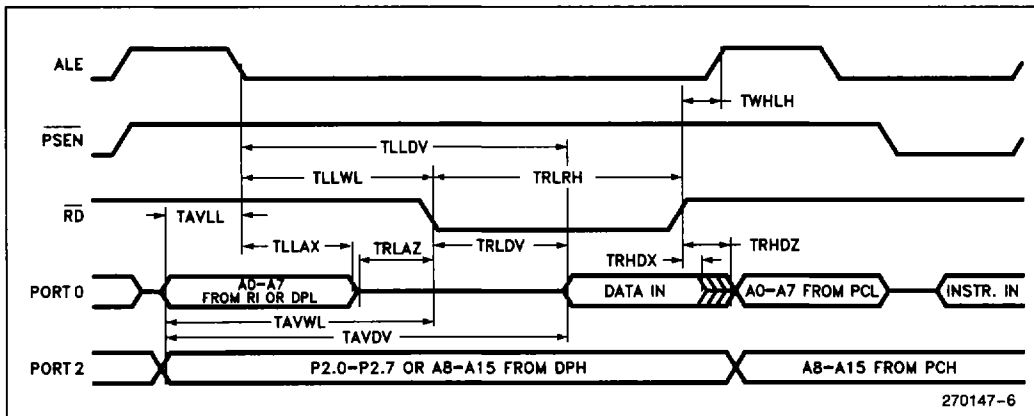 ALE
TWHLH
PSEN
TLLDV
TLLWL
TRLRH
RD
TAVLL
TLLAX
TRLAZ
TRLDV
TRHDZ
TRHDX
PORT 0
A0-A7
FROM RI OR DPL
DATA IN
A0-A7 FROM PCL
INSTR. IN
TAVWL
TAVDV
PORT 2
P2.0-P2.7 OR A8-A15 FROM DPH
A8-A15 FROM PCH
270147-6